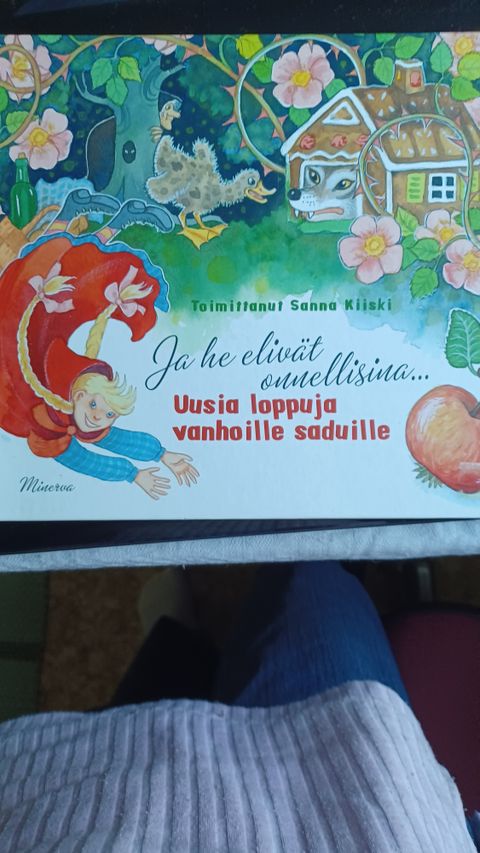 Toimittanut Sanna Kiiski
Ja he elivät
onnellisina...
Uusia loppuja
vanhoille saduille
Minerva